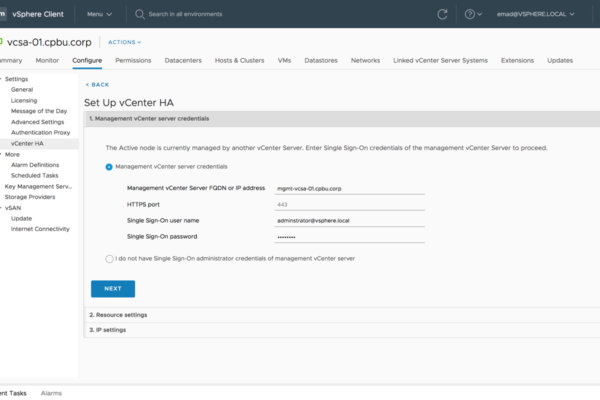 m vSphere Client Menu Search in all environments emad@VSPHERE.LOCAL
vcsa-01.cpbu.corp ACTIONS
mmary Monitor Configure Permissions Datacenters Hosts & Clusters VMs Datastores Networks Linked vCenter Server Systems Extensions Updates
Settings
General
Licensing
Message of the Day
Advanced Settings
Authentication Proxy
vCenter HA
More
Alarm Definitions
Scheduled Tasks
Key Management Serv...
Storage Providers
vSAN
Update
Internet Connectivity
< BACK
Set Up vCenter HA
1. Management vCenter server credentials
The Active node is currently managed by another vCenter Server. Enter Single Sign-On credentials of the management vCenter Server to proceed.
Management vCenter server credentials
Management vCenter Server FQDN or IP address mgmt-vcsa-01.cpbu.corp
HTTPS port 443
Single Sign-On user name adminstrator@vsphere.local
Single Sign-On password ••••••••
I do not have Single Sign-On administrator credentials of management vCenter server
NEXT
2. Resource settings
3. IP settings
ent Tasks Alarms